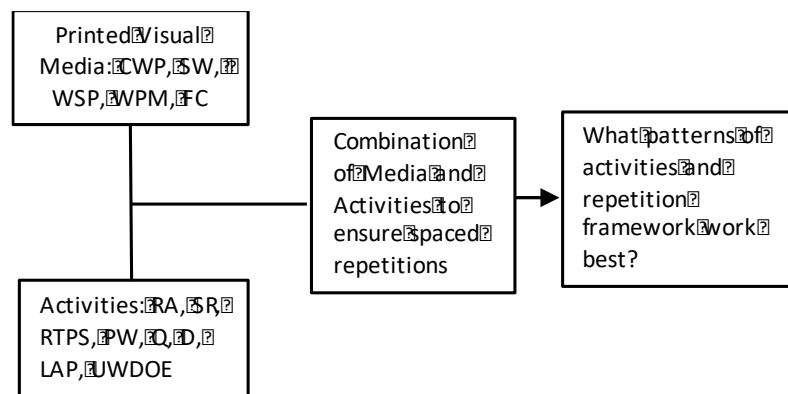 Printed Visual
Media: CWP, SW,
WSP, WPM, FC
Combination
of Media and
Activities to
ensure spaced
repetitions
What patterns of
activities and
repetition
framework work
best?
Activities: RA, SR,
RTPS, PW, Q, D,
LAP, UWDOE